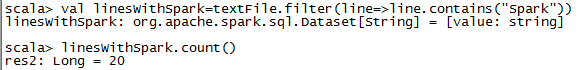 scala> val linesWithSpark=textFile.filter(line=>line.contains("Spark"))
linesWithSpark: org.apache.spark.sql.Dataset[String] = [value: string]
scala> linesWithSpark.count()
res2: Long = 20